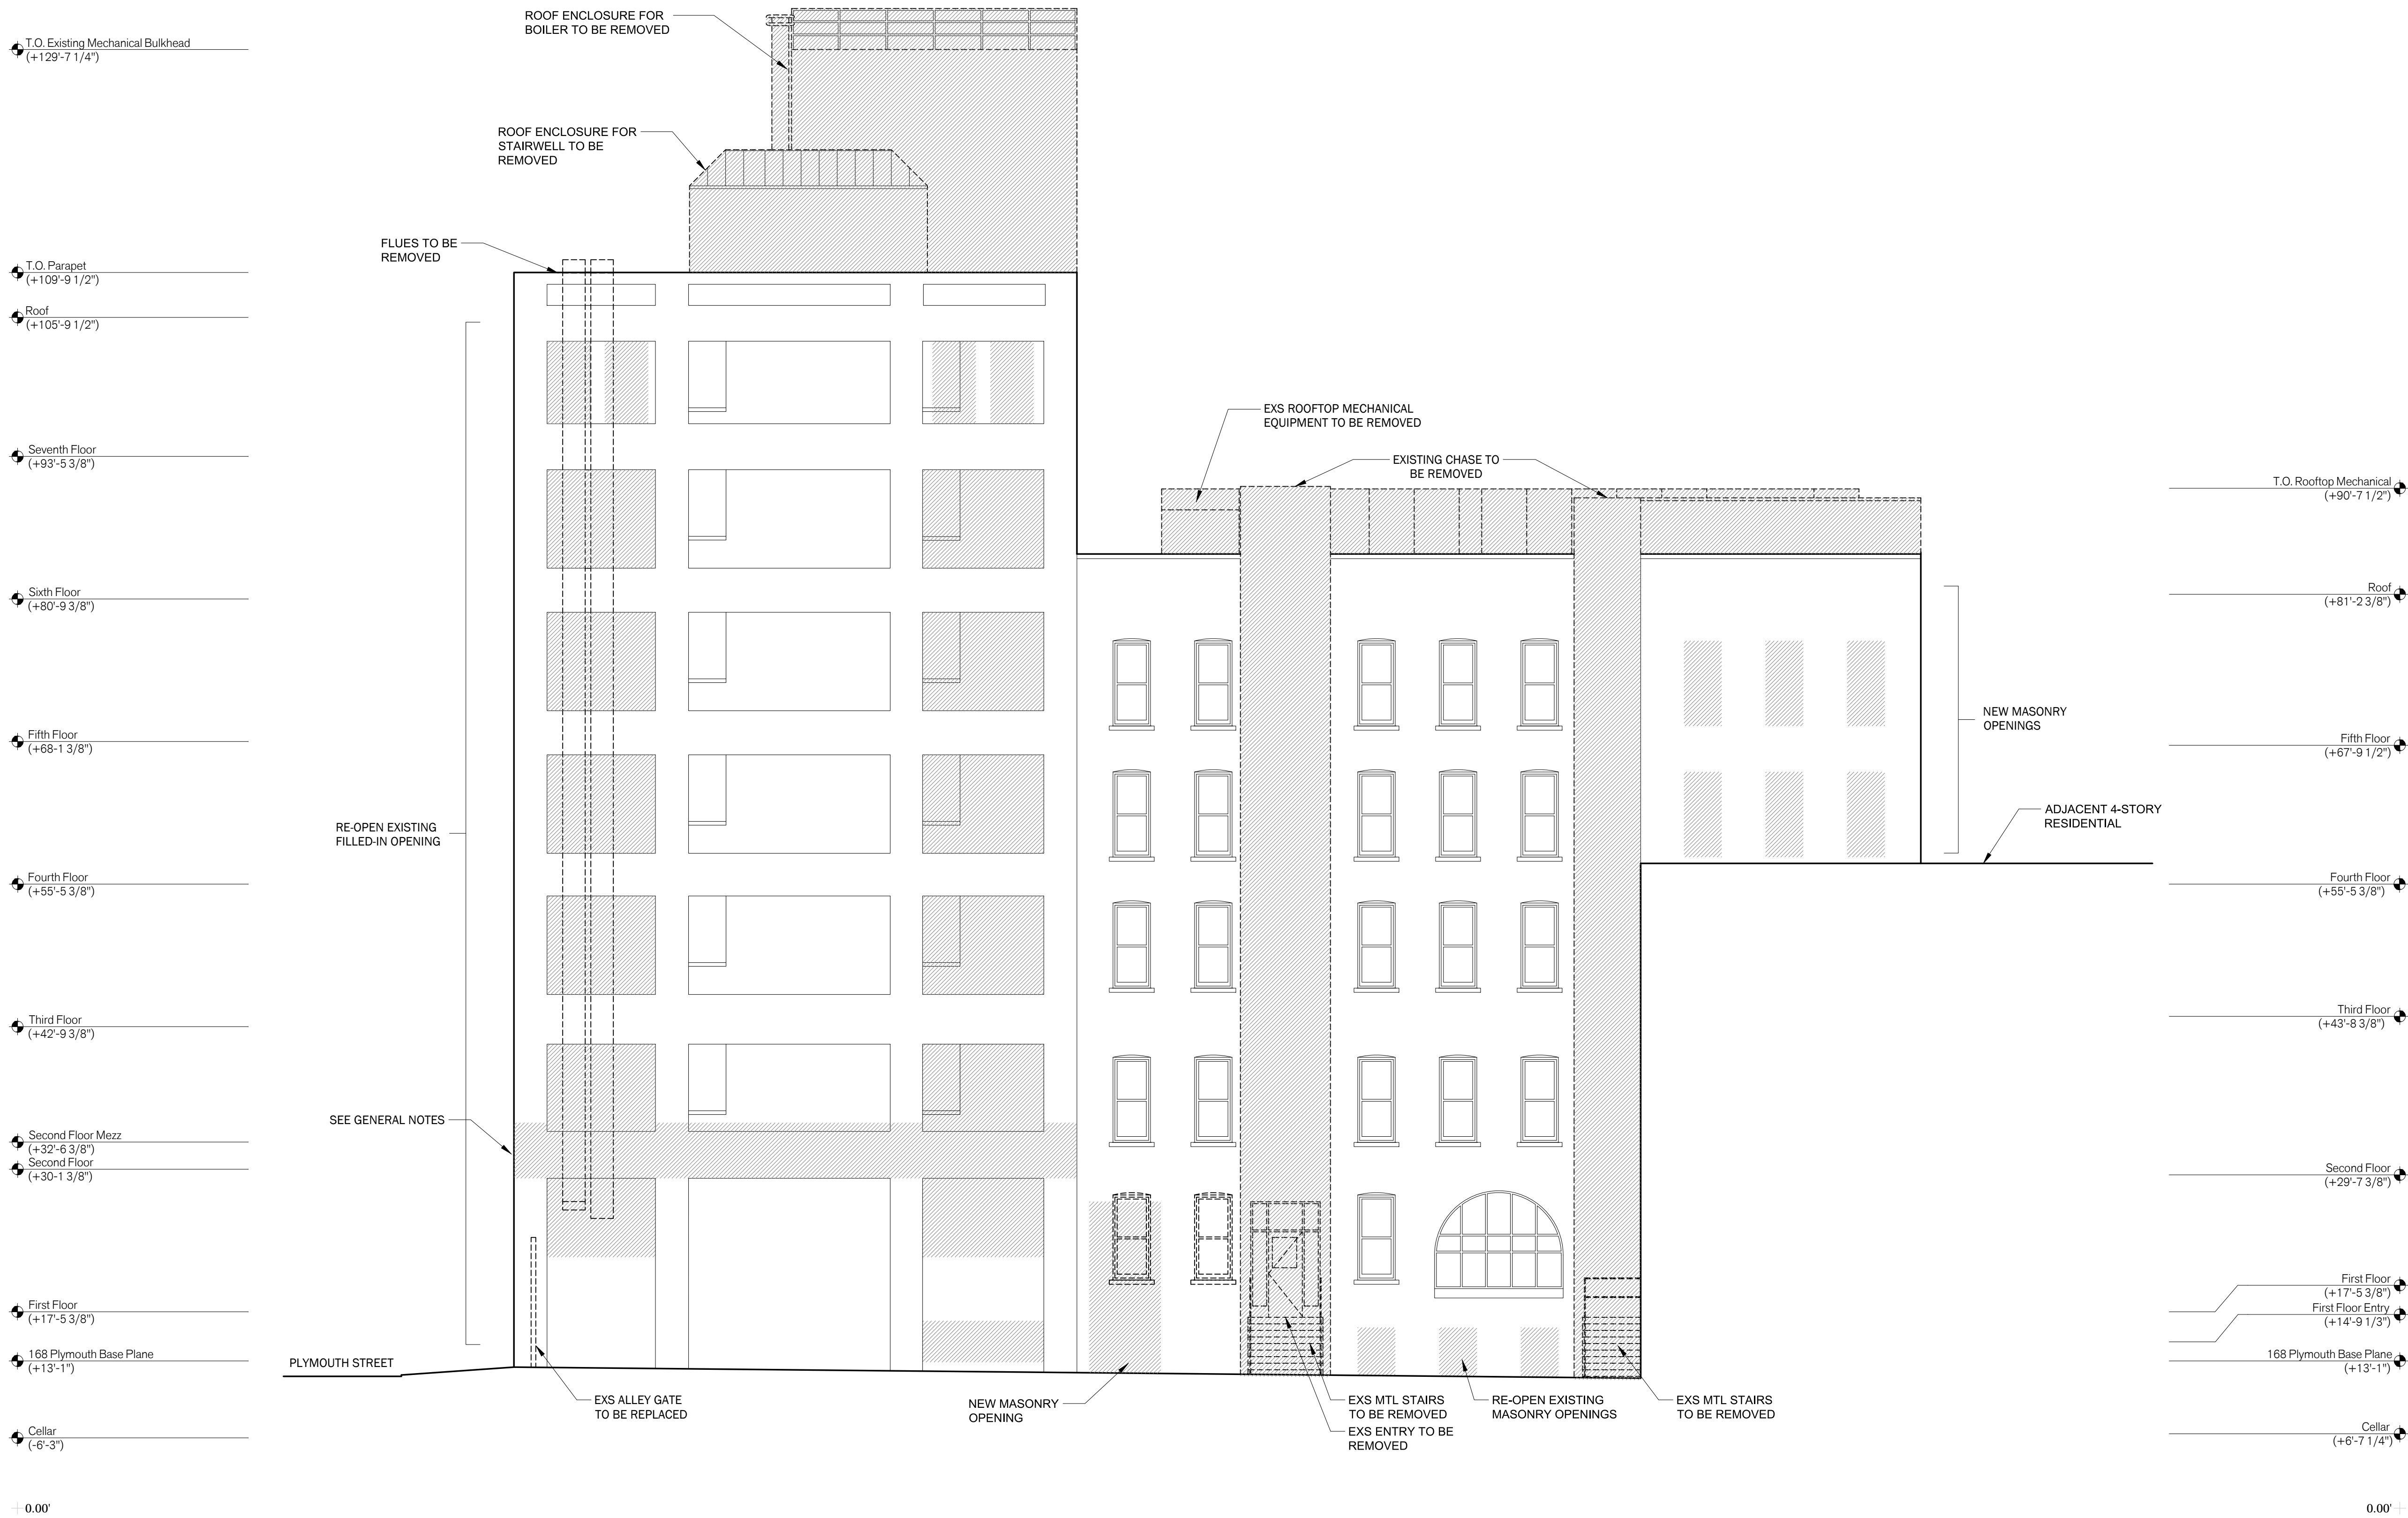 ROOF ENCLOSURE FOR
BOILER TO BE REMOVED
T.O. Existing Mechanical Bulkhead
(+129'-7 1/4")
ROOF ENCLOSURE FOR
STAIRWELL TO BE
REMOVED
FLUES TO BE
REMOVED
T.O. Parapet
(+109'-9 1/2")
Roof
(+105'-9 1/2")
EXS ROOFTOP MECHANICAL
EQUIPMENT TO BE REMOVED
Seventh Floor
(+93'-5 3/8")
EXISTING CHASE TO
BE REMOVED
T.O. Rooftop Mechanical
(+90'-7 1/2")
Sixth Floor
(+80'-9 3/8")
Roof
(+81'-2 3/8")
NEW MASONRY
OPENINGS
Fifth Floor
(+68-1 3/8")
Fifth Floor
(+67'-9 1/2")
ADJACENT 4-STORY
RESIDENTIAL
RE-OPEN EXISTING
FILLED-IN OPENING
Fourth Floor
(+55'-5 3/8")
Fourth Floor
(+55'-5 3/8")
Third Floor
(+42'-9 3/8")
Third Floor
(+43'-8 3/8")
SEE GENERAL NOTES
Second Floor Mezz
(+32'-6 3/8")
Second Floor
(+30-1 3/8")
Second Floor
(+29'-7 3/8")
First Floor
(+17'-5 3/8")
First Floor
(+17'-5 3/8")
First Floor Entry
(+14'-9 1/3")
168 Plymouth Base Plane
(+13'-1")
PLYMOUTH STREET
168 Plymouth Base Plane
(+13'-1")
EXS ALLEY GATE
TO BE REPLACED
NEW MASONRY
OPENING
EXS MTL STAIRS
TO BE REMOVED
EXS ENTRY TO BE
REMOVED
RE-OPEN EXISTING
MASONRY OPENINGS
EXS MTL STAIRS
TO BE REMOVED
Cellar
(-6'-3")
Cellar
(+6'-7 1/4")
0.00'
0.00'